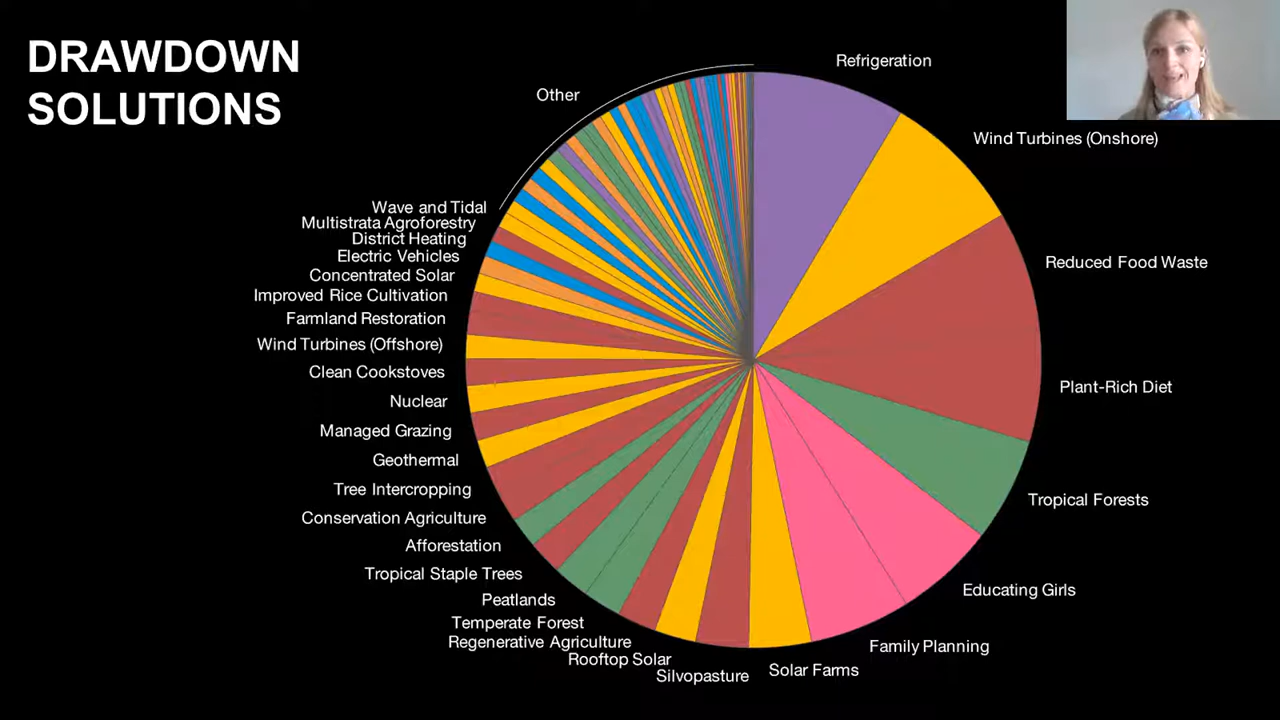 DRAWDOWN
SOLUTIONS
Refrigeration
Wind Turbines (Onshore)
Reduced Food Waste
Plant-Rich Diet
Tropical Forests
Educating Girls
Family Planning
Solar Farms
Silvopasture
Rooftop Solar
Regenerative Agriculture
Temperate Forest
Peatlands
Tropical Staple Trees
Afforestation
Conservation Agriculture
Tree Intercropping
Geothermal
Managed Grazing
Nuclear
Clean Cookstoves
Wind Turbines (Offshore)
Farmland Restoration
Improved Rice Cultivation
Concentrated Solar
Electric Vehicles
District Heating
Multistrata Agroforestry
Wave and Tidal
Other